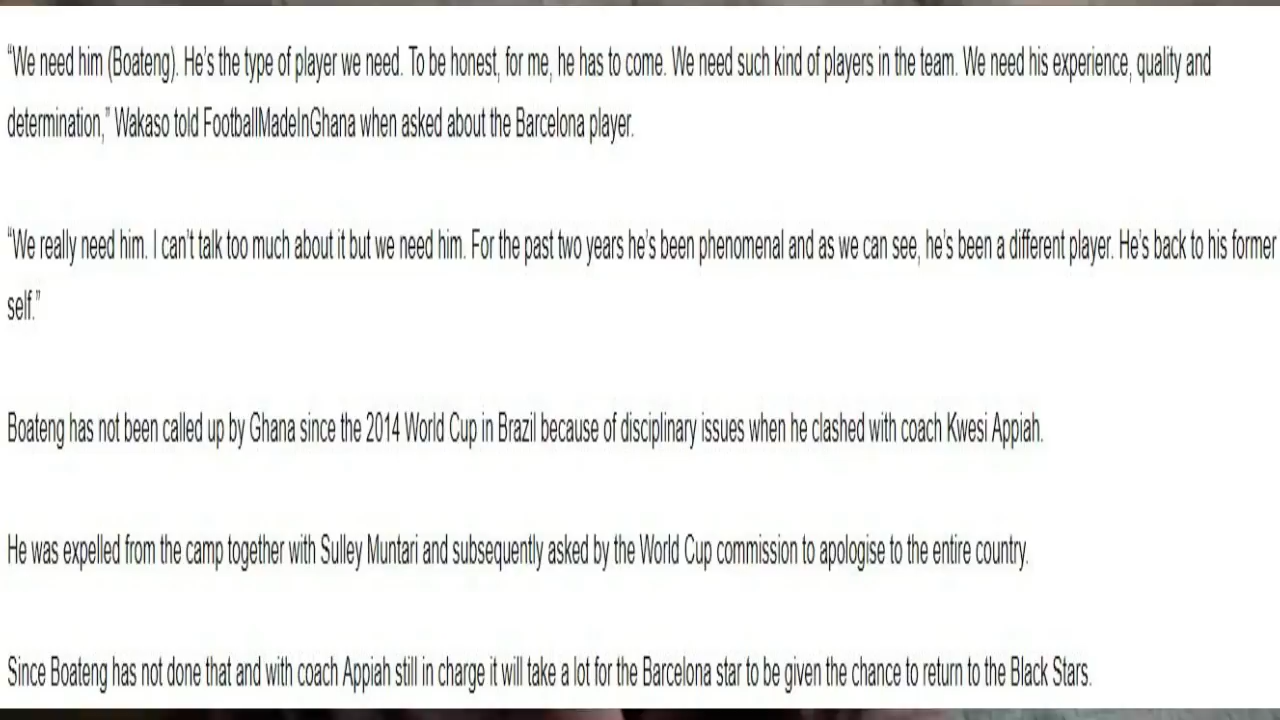 “We need him (Boateng). He’s the type of player we need. To be honest, for me, he has to come. We need such kind of players in the team. We need his experience, quality and
determination,” Wakaso told FootballMadeInGhana when asked about the Barcelona player.
“We really need him. I can’t talk too much about it but we need him. For the past two years he’s been phenomenal and as we can see, he’s been a different player. He’s back to his former
self.”
Boateng has not been called up by Ghana since the 2014 World Cup in Brazil because of disciplinary issues when he clashed with coach Kwesi Appiah.
He was expelled from the camp together with Sulley Muntari and subsequently asked by the World Cup commission to apologise to the entire country.
Since Boateng has not done that and with coach Appiah still in charge it will take a lot for the Barcelona star to be given the chance to return to the Black Stars.